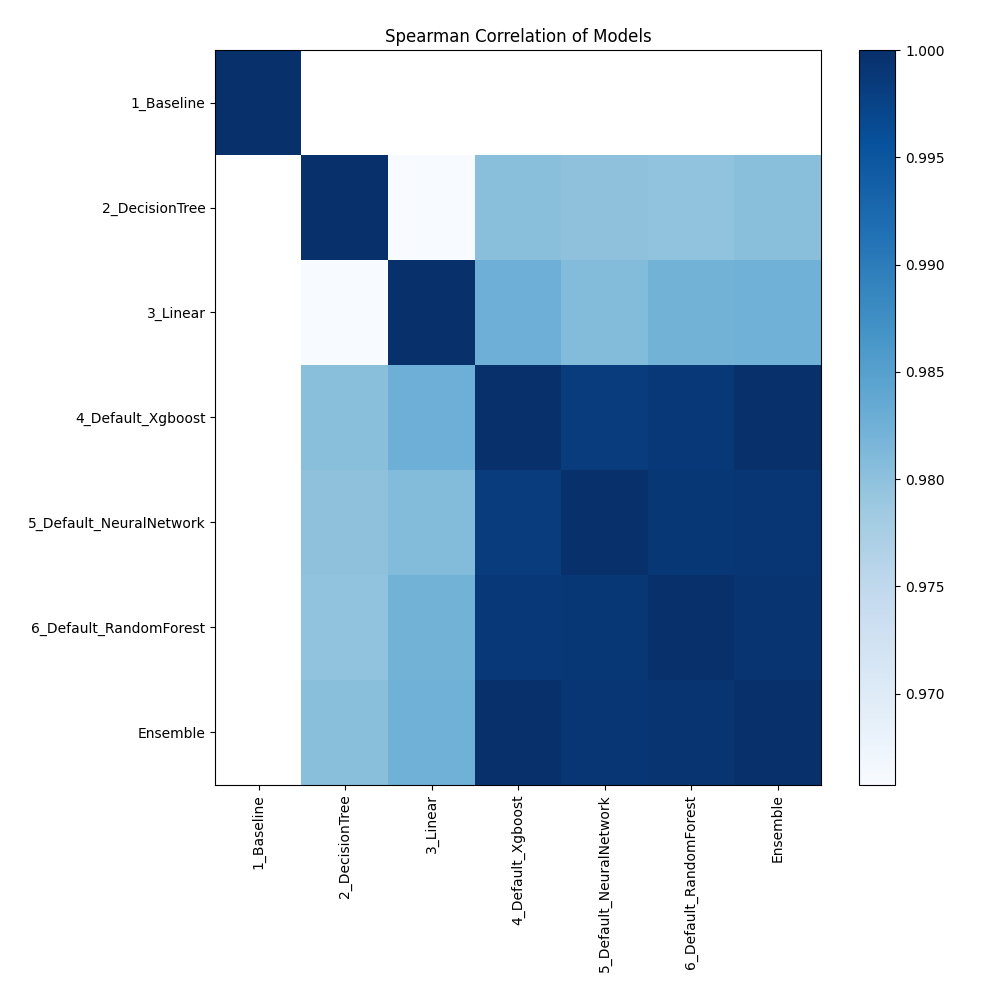 Spearman Correlation of Models
1_Baseline
2_DecisionTree
3_Linear
4_Default_Xgboost
5_Default_NeuralNetwork
6_Default_RandomForest
Ensemble
1_Baseline
2_DecisionTree
3_Linear
4_Default_Xgboost
5_Default_NeuralNetwork
6_Default_RandomForest
Ensemble
1.000
0.995
0.990
0.985
0.980
0.975
0.970